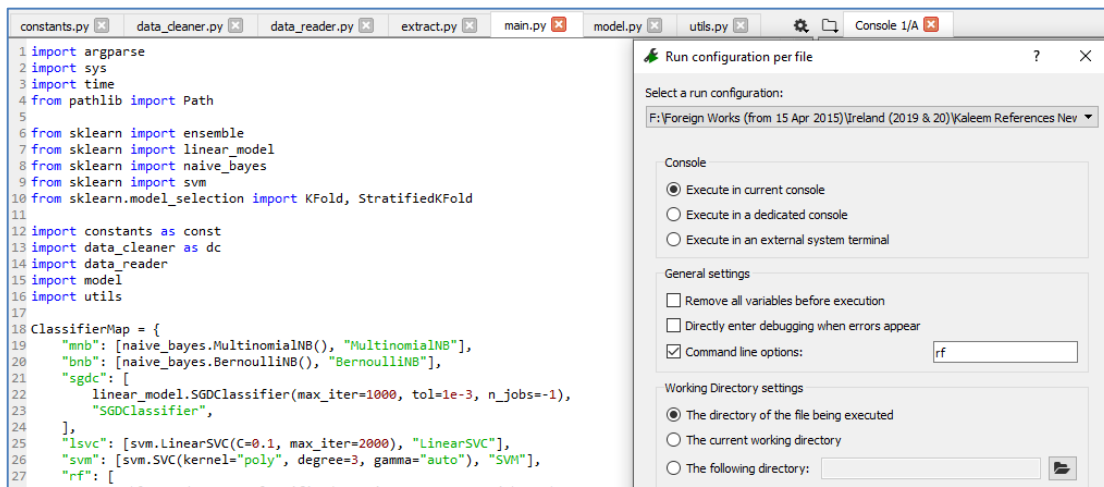 constants.py data_cleaner.py data_reader.py extract.py main.py model.py utils.py Console 1/A
1 import argparse
2 import sys
3 import time
4 from pathlib import Path
5
6 from sklearn import ensemble
7 from sklearn import linear_model
8 from sklearn import naive_bayes
9 from sklearn import svm
10 from sklearn.model_selection import KFold, StratifiedKFold
11
12 import constants as const
13 import data_cleaner as dc
14 import data_reader
15 import model
16 import utils
17
18 ClassifierMap = {
19     "mnb": [naive_bayes.MultinomialNB(), "MultinomialNB"],
20     "bnb": [naive_bayes.BernoulliNB(), "BernoulliNB"],
21     "sgdc": [
22         linear_model.SGDClassifier(max_iter=1000, tol=1e-3, n_jobs=-1),
23         "SGDClassifier",
24     ],
25     "lsvc": [svm.LinearSVC(C=0.1, max_iter=2000), "LinearSVC"],
26     "svm": [svm.SVC(kernel="poly", degree=3, gamma="auto"), "SVM"],
27     "rf": [
Run configuration per file ?
Select a run configuration:
F:\Foreign Works (from 15 Apr 2015)\Ireland (2019 & 20)\Kaleem References Nev
Console
Execute in current console
Execute in a dedicated console
Execute in an external system terminal
General settings
Remove all variables before execution
Directly enter debugging when errors appear
Command line options: rf
Working Directory settings
The directory of the file being executed
The current working directory
The following directory: